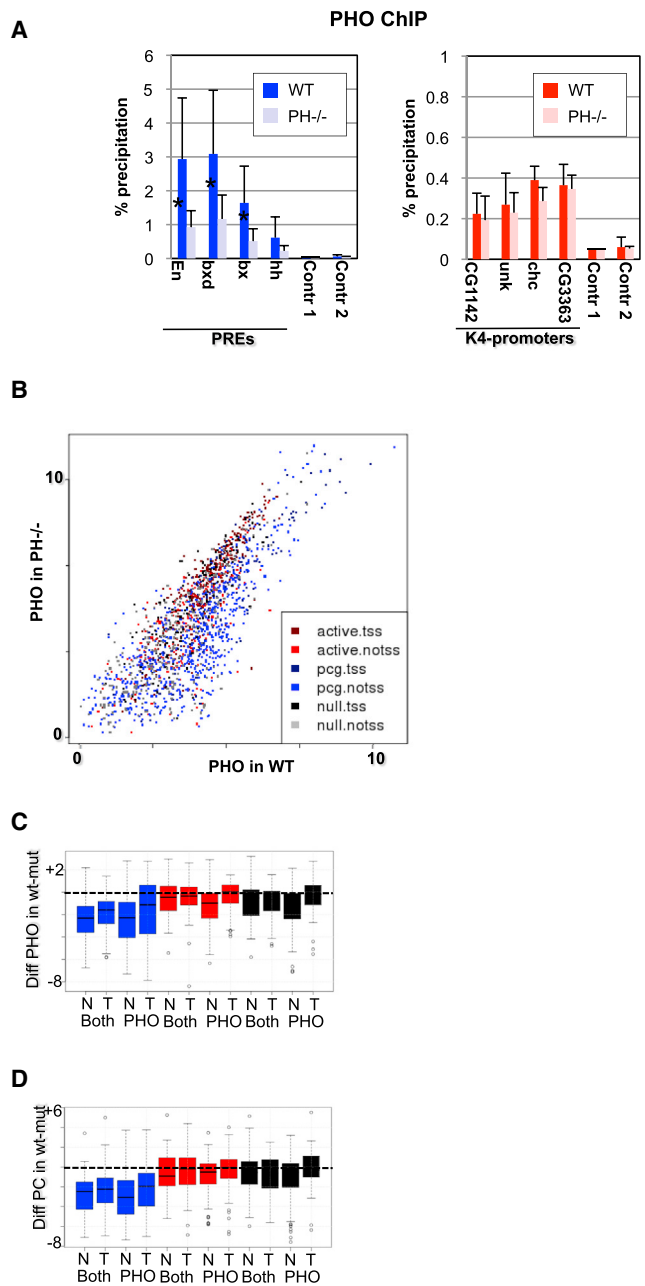 PHO ChIP
A
6
5
4
3
2
1
0
% precipitation
WT
PH-/-
*
*
*
En
bxd
bx
hh
Contr 1
Contr 2
PREs
1
0.8
0.6
0.4
0.2
0
% precipitation
WT
PH-/-
CG1142
unk
chc
CG3363
Contr 1
Contr 2
K4-promoters
B
10
0
PHO in PH-/-
active.tss
active.notss
pcg.tss
pcg.notss
null.tss
null.notss
0
10
PHO in WT
C
+2
-8
Diff PHO in wt-mut
N T N T N T N T N T N T
Both PHO Both PHO Both PHO
D
+6
-8
Diff PC in wt-mut
N T N T N T N T N T N T
Both PHO Both PHO Both PHO